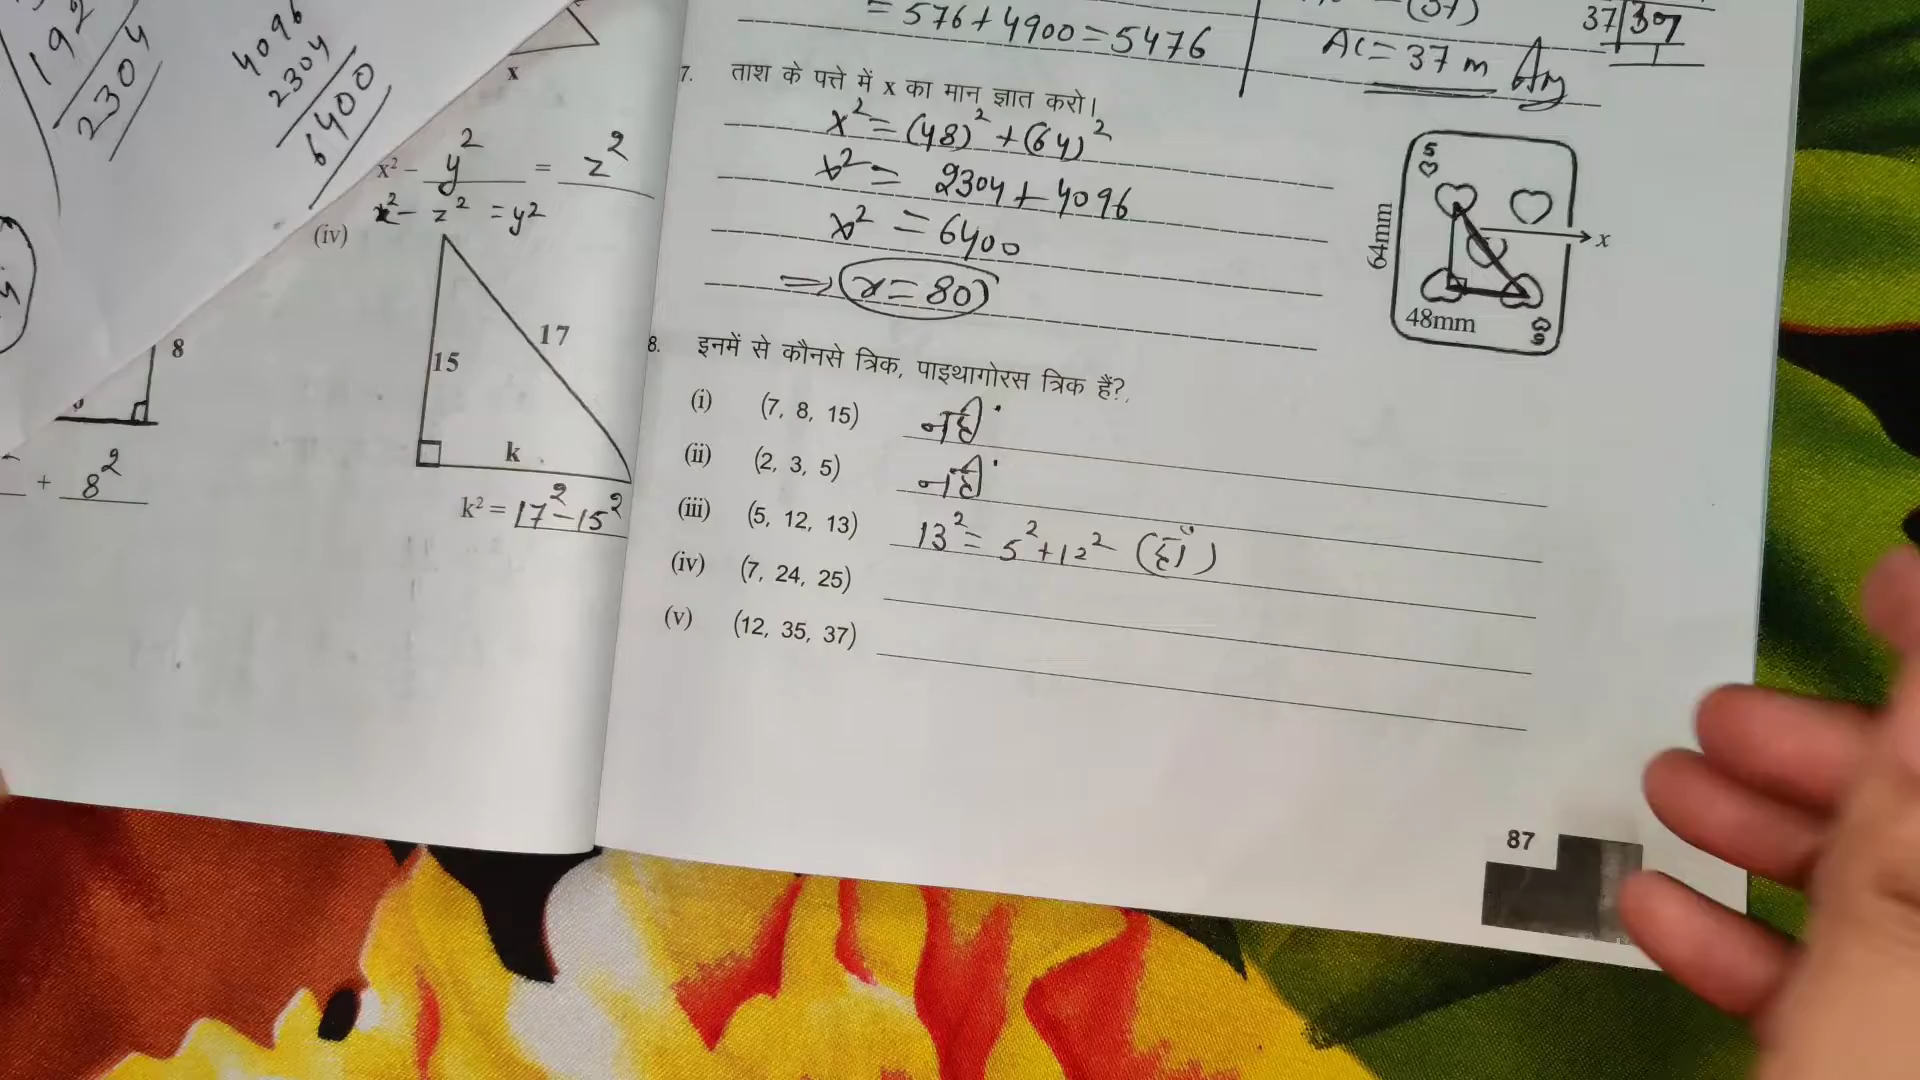 192
2304
4096
2304
6400
x
x² - y² = z²
x² - z² = y²
(iv)
15
17
k
k² = 17² - 15²
8
+ 8²
= 576 + 4900 = 5476
AC = 37 m Ans
37
7. ताश के पत्ते में x का मान ज्ञात करो।
x² = (48)² + (64)²
x² = 2304 + 4096
x² = 6400
⇒ x = 80
5
64mm
x
48mm
5
8. इनमें से कौनसे त्रिक, पाइथागोरस त्रिक हैं?
(i) (7, 8, 15) नहीं
(ii) (2, 3, 5) नहीं
(iii) (5, 12, 13) 13² = 5² + 12² (हाँ)
(iv) (7, 24, 25)
(v) (12, 35, 37)
87